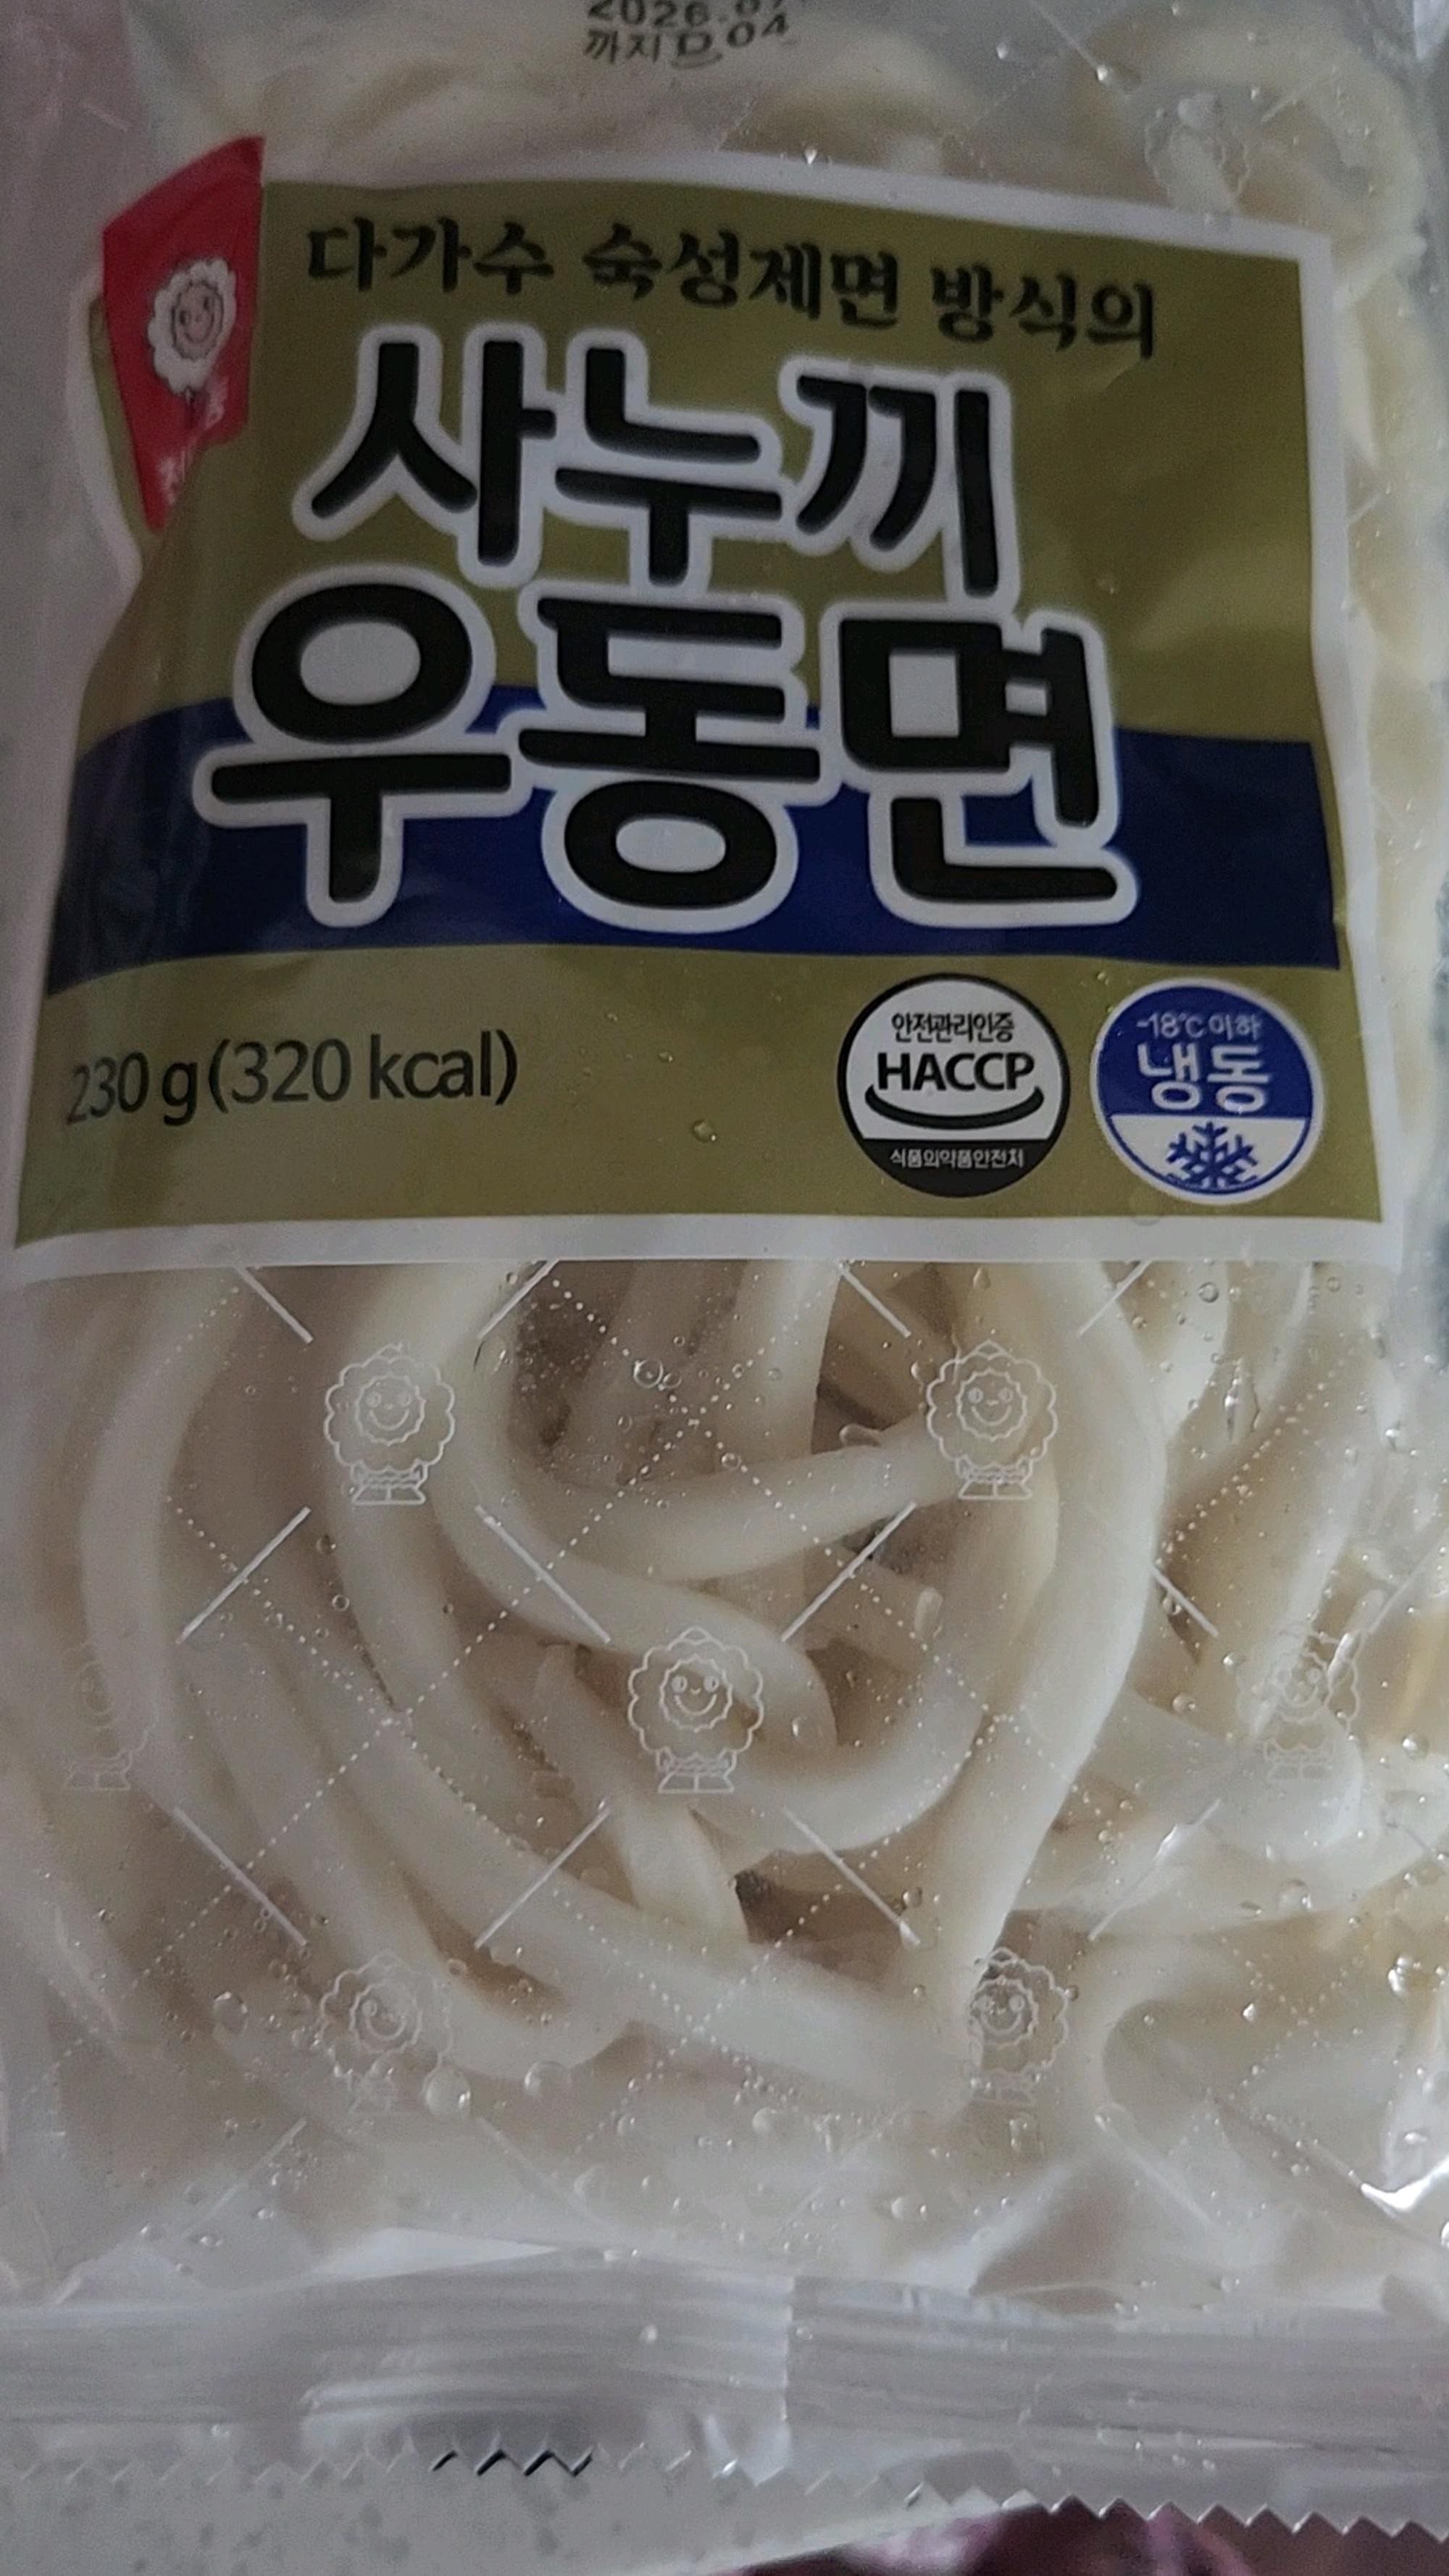 까지 04
다가수 숙성제면 방식의
사누끼
우동면
230 g (320 kcal)
안전관리인증
HACCP
식품의약품안전처
-18℃ 이하
냉동